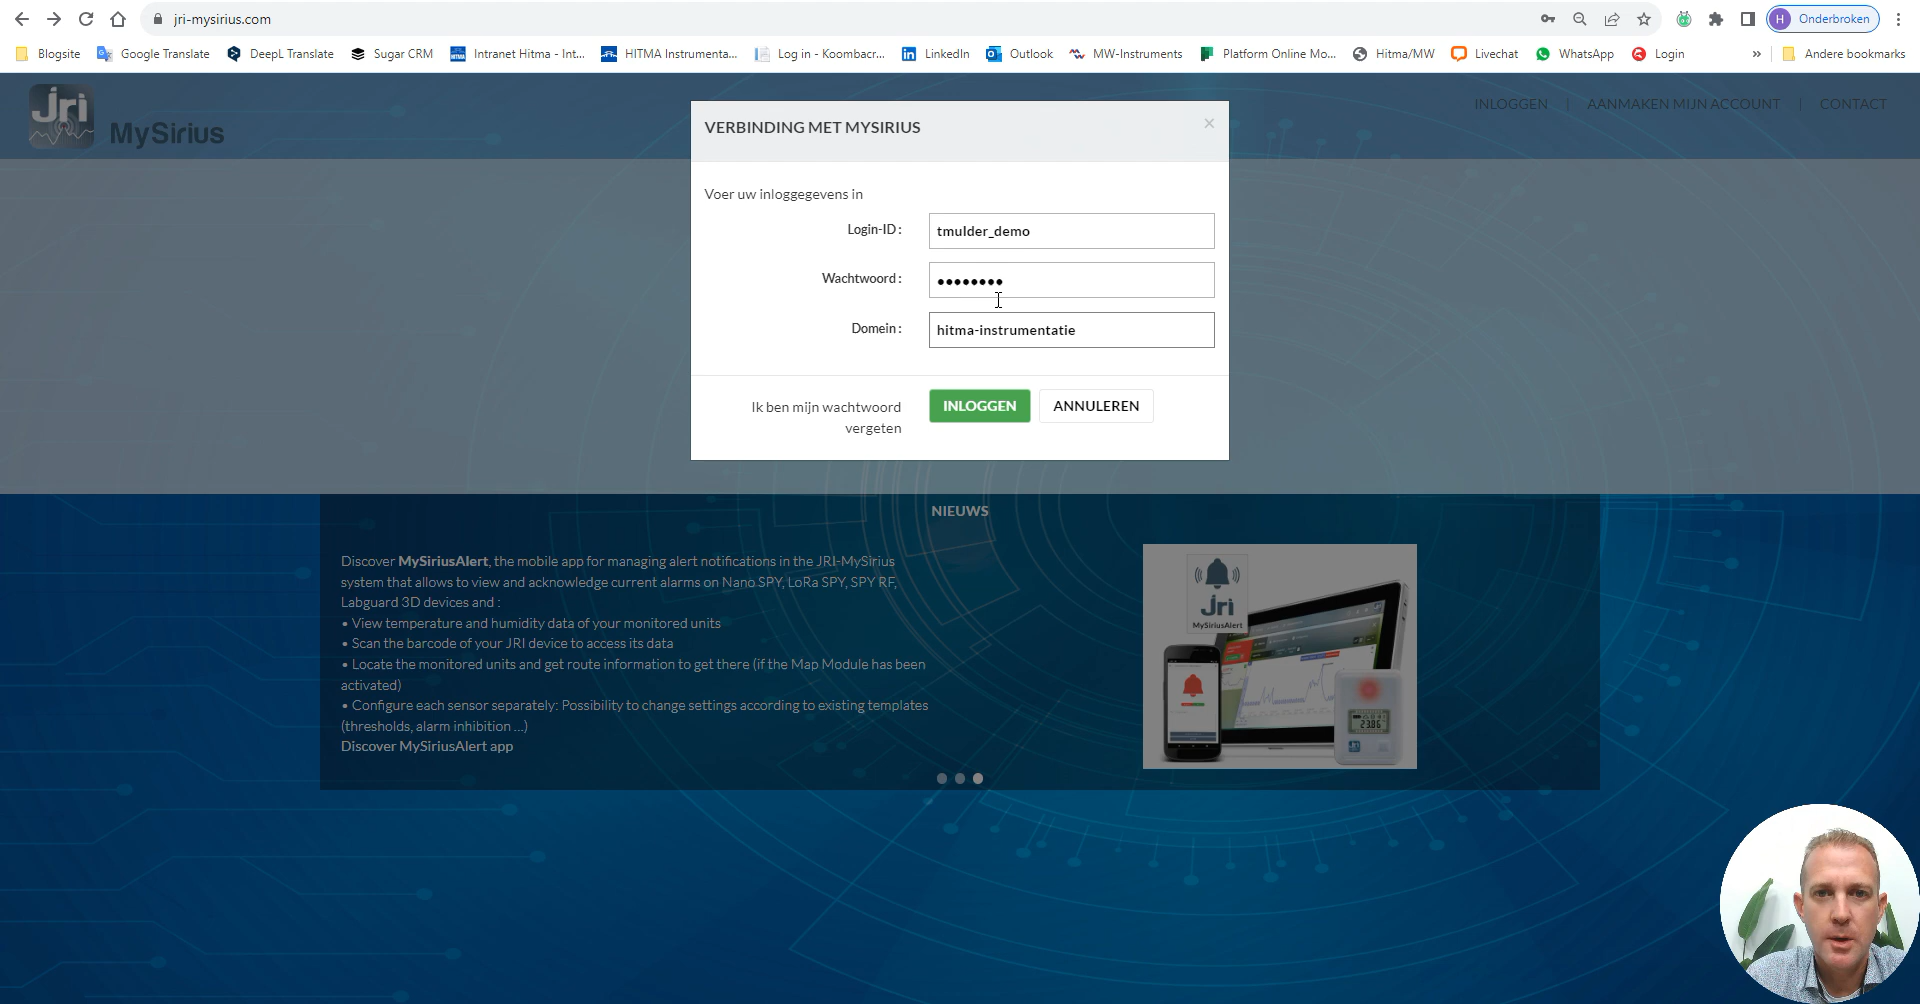 jri-mysirius.com
H Onderbroken
Blogsite
Google Translate
DeepL Translate
Sugar CRM
Intranet Hitma - Int...
HITMA Instrumenta...
Log in - Koombacr...
LinkedIn
Outlook
MW-Instruments
Platform Online Mo...
Hitma/MW
Livechat
WhatsApp
Login
»
Andere bookmarks
Jri
MySirius
INLOGGEN | AANMAKEN MIJN ACCOUNT | CONTACT
VERBINDING MET MYSIRIUS
×
Voer uw inloggegevens in
Login-ID :
tmulder_demo
Wachtwoord :
••••••••
Domein :
hitma-instrumentatie
Ik ben mijn wachtwoord
vergeten
INLOGGEN
ANNULEREN
NIEUWS
Discover MySiriusAlert, the mobile app for managing alert notifications in the JRI-MySirius
system that allows to view and acknowledge current alarms on Nano SPY, LoRa SPY, SPY RF,
Labguard 3D devices and :
• View temperature and humidity data of your monitored units
• Scan the barcode of your JRI device to access its data
• Locate the monitored units and get route information to get there (if the Map Module has been
activated)
• Configure each sensor separately: Possibility to change settings according to existing templates
(thresholds, alarm inhibition ...)
Discover MySiriusAlert app
Jri
MySiriusAlert
23.86